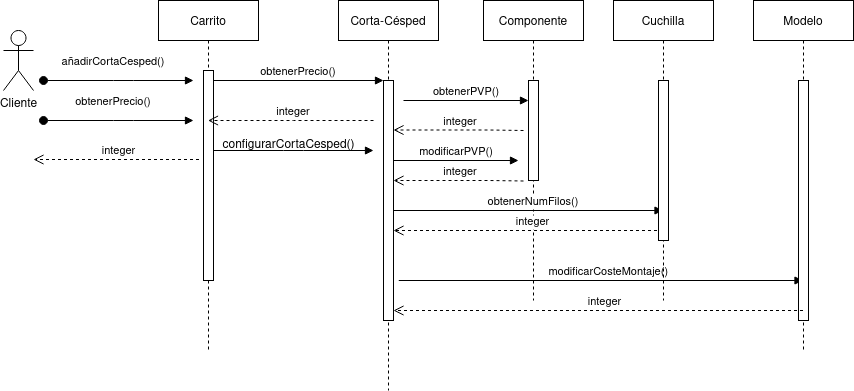 Carrito
Corta-Césped
Componente
Cuchilla
Modelo
añadirCortaCesped()
obtenerPrecio()
obtenerPVP()
Cliente
obtenerPrecio()
integer
integer
integer
configurarCortaCesped()
modificarPVP()
integer
obtenerNumFilos()
integer
modificarCosteMontaje()
integer